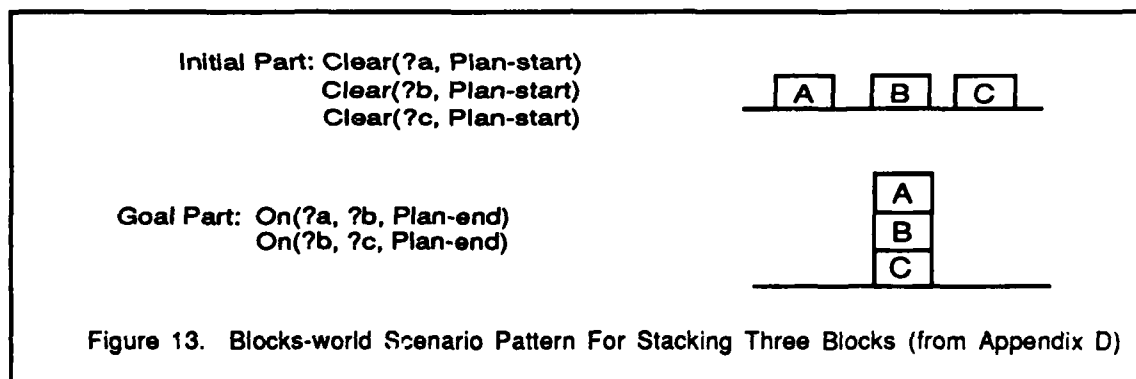 Initial Part: Clear(?a, Plan-start)
Clear(?b, Plan-start)
Clear(?c, Plan-start)
A B C
Goal Part: On(?a, ?b, Plan-end)
On(?b, ?c, Plan-end)
A
B
C
Figure 13. Blocks-world Scenario Pattern For Stacking Three Blocks (from Appendix D)